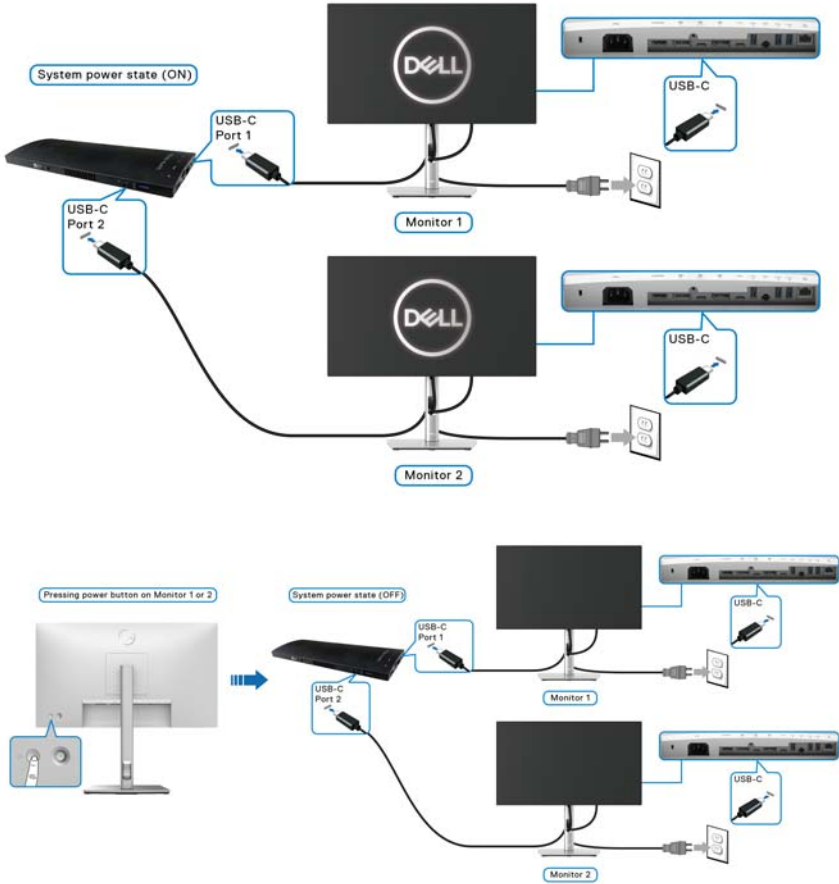 System power state (ON)
USB-C
Port 1
DELL
USB-C
Monitor 1
USB-C
Port 2
DELL
USB-C
Monitor 2
Pressing power button on Monitor 1 or 2
System power state (OFF)
USB-C
Port 1
USB-C
Monitor 1
USB-C
Port 2
USB-C
Monitor 2